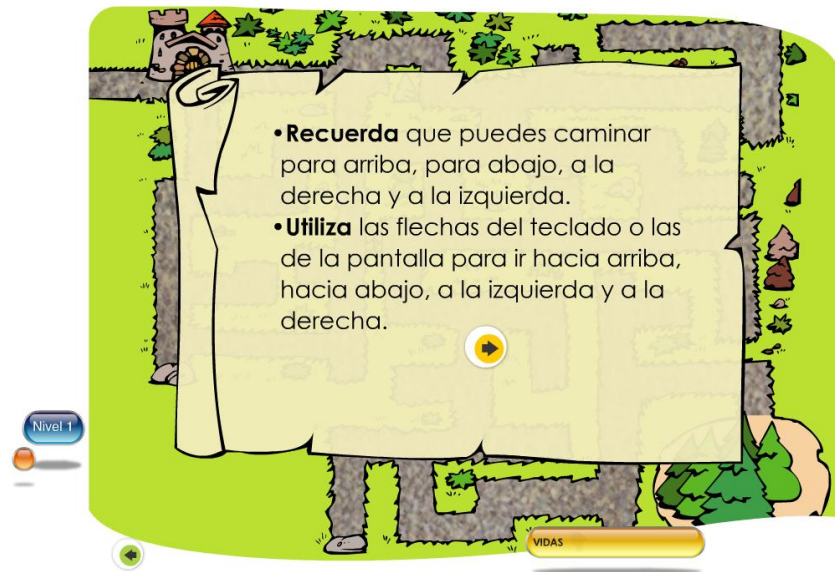 •Recuerda que puedes caminar
para arriba, para abajo, a la
derecha y a la izquierda.
•Utiliza las flechas del teclado o las
de la pantalla para ir hacia arriba,
hacia abajo, a la izquierda y a la
derecha.
Nivel 1
VIDAS